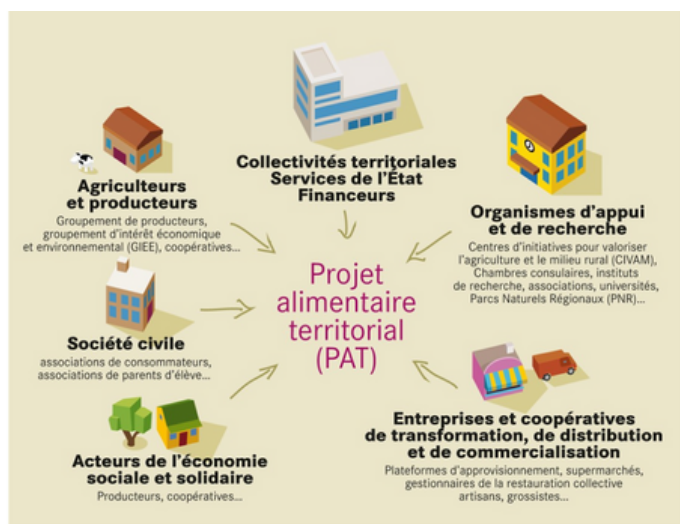 Collectivités territoriales
Services de l'État
Financeurs
Agriculteurs
et producteurs
Groupement de producteurs,
groupement d'intérêt économique
et environnemental (GIEE), coopératives...
Organismes d'appui
et de recherche
Centres d'initiatives pour valoriser
l'agriculture et le milieu rural (CIVAM),
Chambres consulaires, instituts
de recherche, associations, universités,
Parcs Naturels Régionaux (PNR)...
Projet
alimentaire
territorial
(PAT)
Société civile
associations de consommateurs,
associations de parents d'élève...
Acteurs de l'économie
sociale et solidaire
Producteurs, coopératives...
Entreprises et coopératives
de transformation, de distribution
et de commercialisation
Plateformes d'approvisionnement, supermarchés,
gestionnaires de la restauration collective
artisans, grossistes...